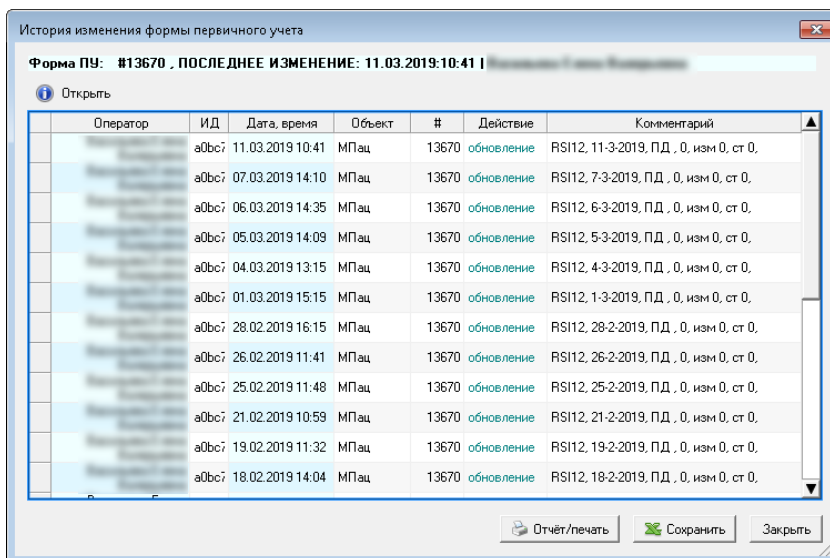 История изменения формы первичного учета
Форма ПУ: #13670 , ПОСЛЕДНЕЕ ИЗМЕНЕНИЕ: 11.03.2019:10:41 |
Открыть
Оператор ИД Дата, время Объект # Действие Комментарий
a0bc7 11.03.2019 10:41 МПац 13670 обновление RSI12, 11-3-2019, ПД , 0, изм 0, ст 0,
a0bc7 07.03.2019 14:10 МПац 13670 обновление RSI12, 7-3-2019, ПД , 0, изм 0, ст 0,
a0bc7 06.03.2019 14:35 МПац 13670 обновление RSI12, 6-3-2019, ПД , 0, изм 0, ст 0,
a0bc7 05.03.2019 14:09 МПац 13670 обновление RSI12, 5-3-2019, ПД , 0, изм 0, ст 0,
a0bc7 04.03.2019 13:15 МПац 13670 обновление RSI12, 4-3-2019, ПД , 0, изм 0, ст 0,
a0bc7 01.03.2019 15:15 МПац 13670 обновление RSI12, 1-3-2019, ПД , 0, изм 0, ст 0,
a0bc7 28.02.2019 16:15 МПац 13670 обновление RSI12, 28-2-2019, ПД , 0, изм 0, ст 0,
a0bc7 26.02.2019 11:41 МПац 13670 обновление RSI12, 26-2-2019, ПД , 0, изм 0, ст 0,
a0bc7 25.02.2019 11:48 МПац 13670 обновление RSI12, 25-2-2019, ПД , 0, изм 0, ст 0,
a0bc7 21.02.2019 10:59 МПац 13670 обновление RSI12, 21-2-2019, ПД , 0, изм 0, ст 0,
a0bc7 19.02.2019 11:32 МПац 13670 обновление RSI12, 19-2-2019, ПД , 0, изм 0, ст 0,
a0bc7 18.02.2019 14:04 МПац 13670 обновление RSI12, 18-2-2019, ПД , 0, изм 0, ст 0,
Отчёт/печать Сохранить Закрыть